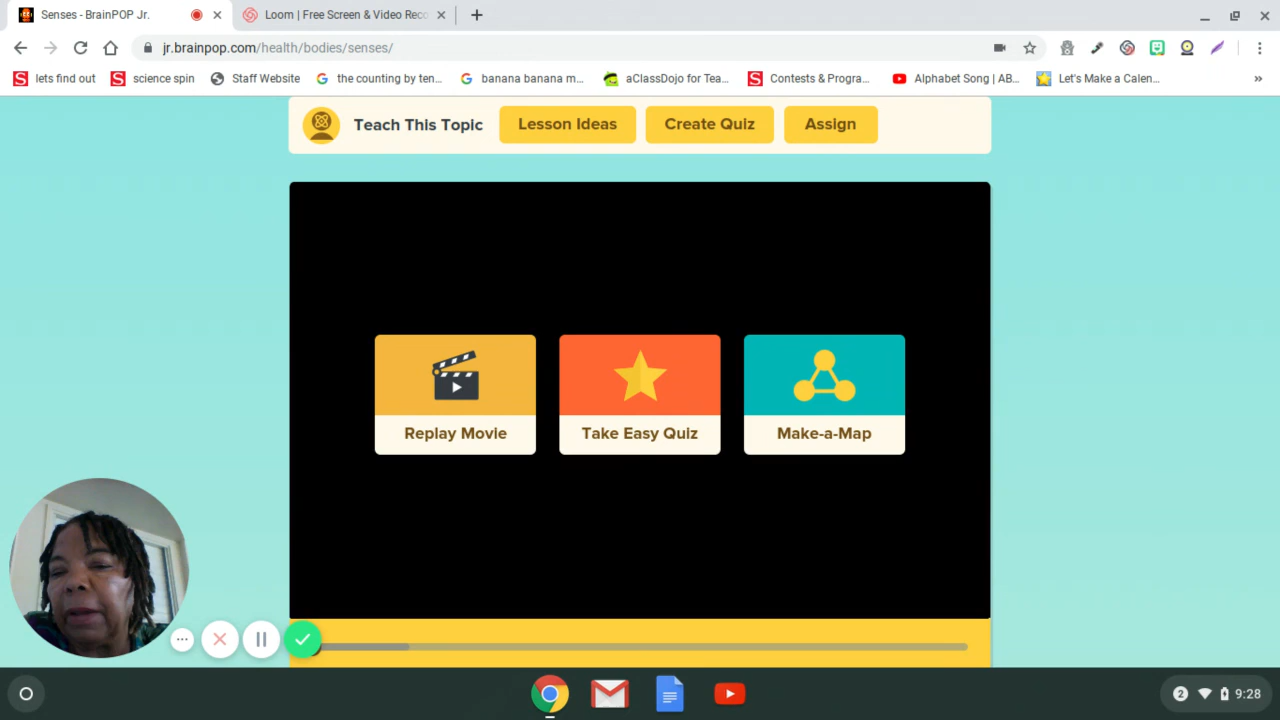 Senses - BrainPOP Jr.
Loom | Free Screen & Video Reco
jr.brainpop.com/health/bodies/senses/
S lets find out
S science spin
Staff Website
G the counting by ten...
G banana banana m...
aClassDojo for Tea...
S Contests & Progra...
Alphabet Song | AB...
Let's Make a Calen...
»
Teach This Topic
Lesson Ideas
Create Quiz
Assign
Replay Movie
Take Easy Quiz
Make-a-Map
2
9:28